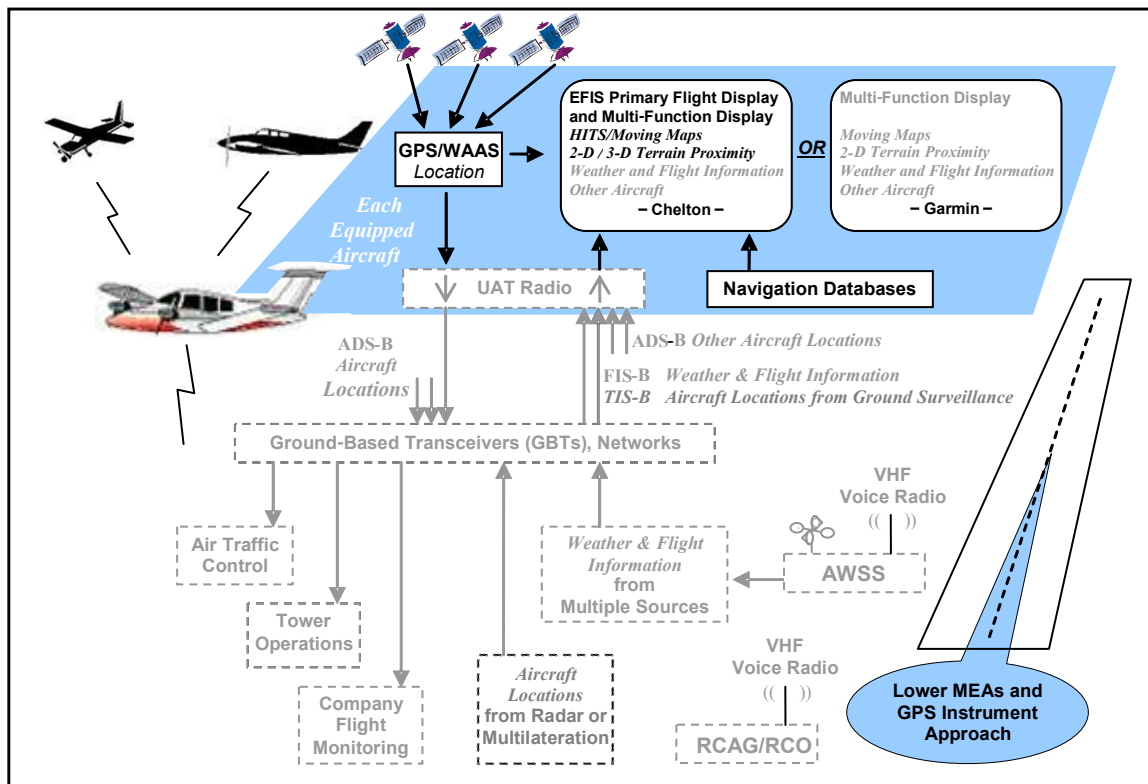 EFIS Primary Flight Display
and Multi-Function Display
HITS/Moving Maps
2-D / 3-D Terrain Proximity
Weather and Flight Information
Other Aircraft
– Chelton –
OR
Multi-Function Display
Moving Maps
2-D Terrain Proximity
Weather and Flight Information
Other Aircraft
– Garmin –
GPS/WAAS
Location
Each
Equipped
Aircraft
UAT Radio
Navigation Databases
ADS-B
Aircraft
Locations
ADS-B Other Aircraft Locations
FIS-B Weather & Flight Information
TIS-B Aircraft Locations from Ground Surveillance
Ground-Based Transceivers (GBTs), Networks
Air Traffic
Control
Tower
Operations
Company
Flight
Monitoring
Aircraft
Locations
from Radar or
Multilateration
Weather & Flight
Information
from
Multiple Sources
VHF
Voice Radio
(( ))
AWSS
VHF
Voice Radio
(( ))
RCAG/RCO
Lower MEAs and
GPS Instrument
Approach